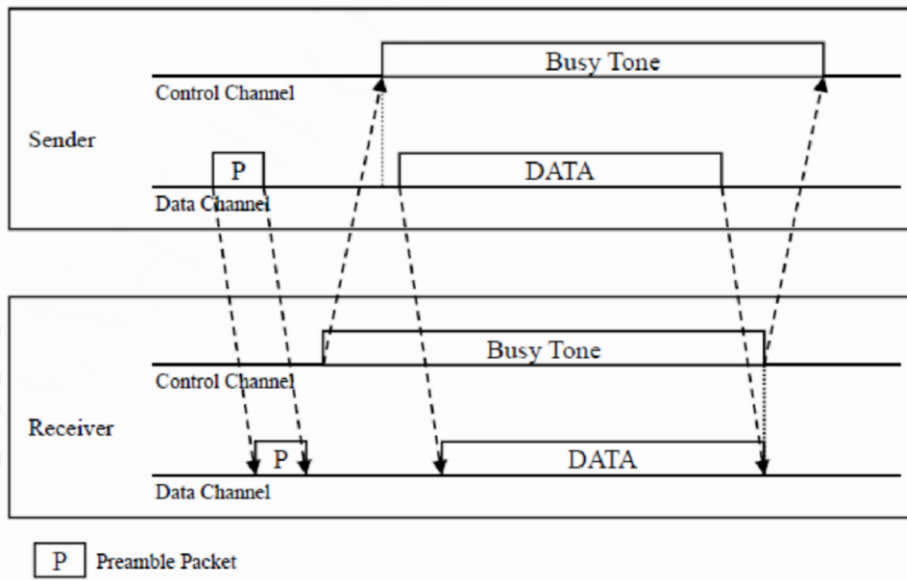 Busy Tone
Control Channel
Sender
P
DATA
Data Channel
Busy Tone
Control Channel
Receiver
P
DATA
Data Channel
P Preamble Packet